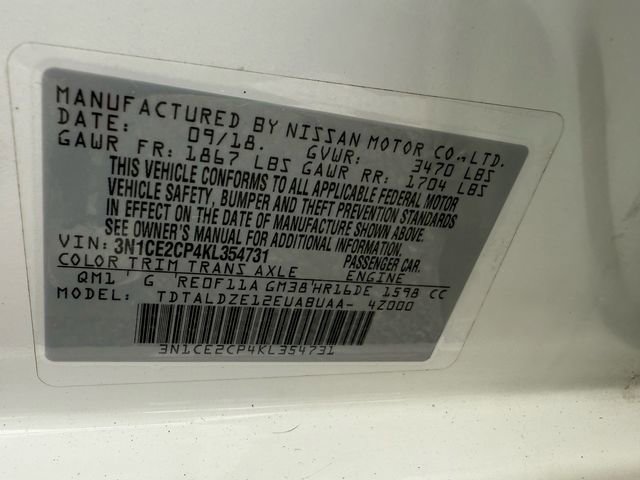 MANUFACTURED BY NISSAN MOTOR CO.,LTD.
DATE: 09/18. GVWR: 3470 LBS
GAWR FR: 1867 LBS GAWR RR: 1704 LBS
THIS VEHICLE CONFORMS TO ALL APPLICABLE FEDERAL MOTOR
VEHICLE SAFETY, BUMPER AND THEFT PREVENTION STANDARDS
IN EFFECT ON THE DATE OF MANUFACTURE SHOWN ABOVE.
SEE OWNER'S MANUAL FOR ADDITIONAL INFORMATION
VIN: 3N1CE2CP4KL354731 PASSENGER CAR.
COLOR TRIM TRANS AXLE ENGINE
QM1 ' G RE0F11A GM38'HR16DE 1598 CC
MODEL TDTALDZE12EUA8UAA- 4Z000
3N1CE2CP4KL354731